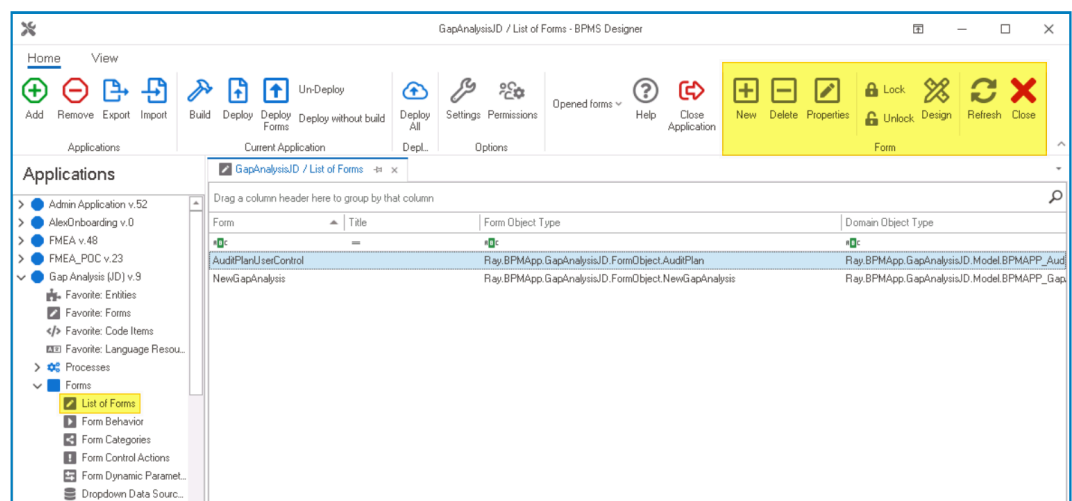 GapAnalysisJD / List of Forms - BPMS Designer
Home View
Add Remove Export Import
Applications
Build Deploy Deploy Forms
Un-Deploy
Deploy without build
Current Application
Deploy All
Depl...
Settings Permissions
Options
Opened forms
Help Close Application
New Delete Properties
Lock
Unlock
Design Refresh Close
Form
Applications
GapAnalysisJD / List of Forms
Drag a column header here to group by that column
Form Title Form Object Type Domain Object Type
AuditPlanUserControl Ray.BPMApp.GapAnalysisJD.FormObject.AuditPlan Ray.BPMApp.GapAnalysisJD.Model.BPMAPP_Aud
NewGapAnalysis Ray.BPMApp.GapAnalysisJD.FormObject.NewGapAnalysis Ray.BPMApp.GapAnalysisJD.Model.BPMAPP_Gap
Admin Application v.52
AlexOnboarding v.0
FMEA v.48
FMEA_POC v.23
Gap Analysis (JD) v.9
Favorite: Entities
Favorite: Forms
Favorite: Code Items
Favorite: Language Resou...
Processes
Forms
List of Forms
Form Behavior
Form Categories
Form Control Actions
Form Dynamic Paramet...
Dropdown Data Sourc...